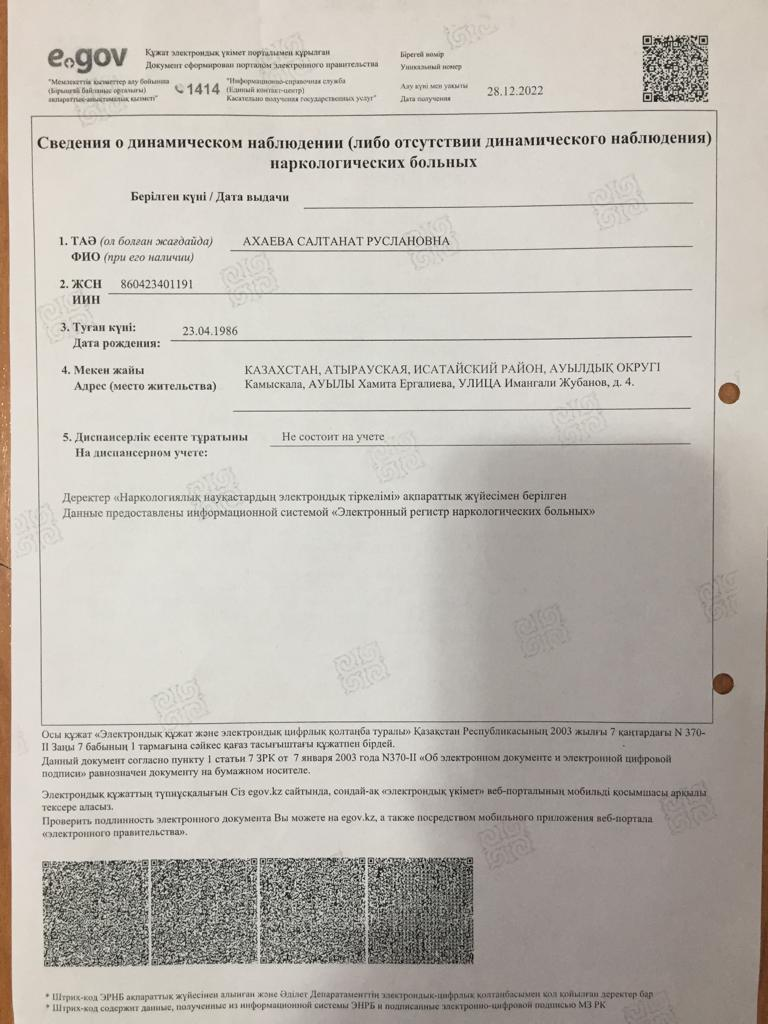 egov
Құжат электрондық үкімет порталымен құрылған
Документ сформирован порталом электронного правительства
"Мемлекеттік қызметтер алу бойынша
(Бірыңғай байланыс орталығы)
ақпараттық-анықтамалық қызметі"
1414
"Информационно-справочная служба
(Единый контакт-центр)
Касательно получения государственных услуг"
Бірегей нөмір
Уникальный номер
Алу күні мен уақыты
Дата получения
28.12.2022
Сведения о динамическом наблюдении (либо отсутствии динамического наблюдения)
наркологических больных
Берілген күні / Дата выдачи
1. ТАӘ (ол болған жағдайда) АХАЕВА САЛТАНАТ РУСЛАНОВНА
ФИО (при его наличии)
2. ЖСН 860423401191
ИИН
3. Туған күні: 23.04.1986
Дата рождения:
4. Мекен жайы КАЗАХСТАН, АТЫРАУСКАЯ, ИСАТАЙСКИЙ РАЙОН, АУЫЛДЫҚ ОКРУГІ
Адрес (место жительства) Камыскала, АУЫЛЫ Хамита Ергалиева, УЛИЦА Имангали Жубанов, д. 4.
5. Диспансерлік есепте тұратыны Не состоит на учете
На диспансерном учете:
Деректер «Наркологиялық науқастардың электрондық тіркелімі» ақпараттық жүйесімен берілген
Данные предоставлены информационной системой «Электронный регистр наркологических больных»
Осы құжат «Электрондық құжат және электрондық цифрлық қолтаңба туралы» Қазақстан Республикасының 2003 жылғы 7 қаңтардағы N 370-
II Заңы 7 бабының 1 тармағына сәйкес қағаз тасығыштағы құжатпен бірдей.
Данный документ согласно пункту 1 статьи 7 ЗРК от 7 января 2003 года N370-II «Об электронном документе и электронной цифровой
подписи» равнозначен документу на бумажном носителе.
Электрондық құжаттың түпнұсқалығын Сіз egov.kz сайтында, сондай-ақ «электрондық үкімет» веб-порталының мобильді қосымшасы арқылы
тексере аласыз.
Проверить подлинность электронного документа Вы можете на egov.kz, а также посредством мобильного приложения веб-портала
«электронного правительства».
* Штрих-код ЭРНБ ақпараттық жүйесінен алынған және Әділет Департаменттің электрондық-цифрлық қолтаңбасымен қол қойылған деректер бар
* Штрих-код содержит данные, полученные из информационной системы ЭНРБ и подписанные электронно-цифровой подписью МЗ РК